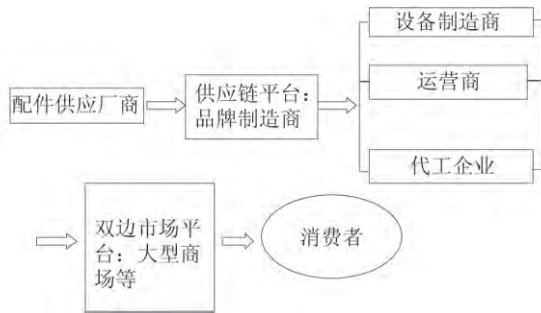 设备制造商
运营商
配件供应厂商
供应链平台：
品牌制造商
代工企业
双边市场平
台：大型商
场等
消费者